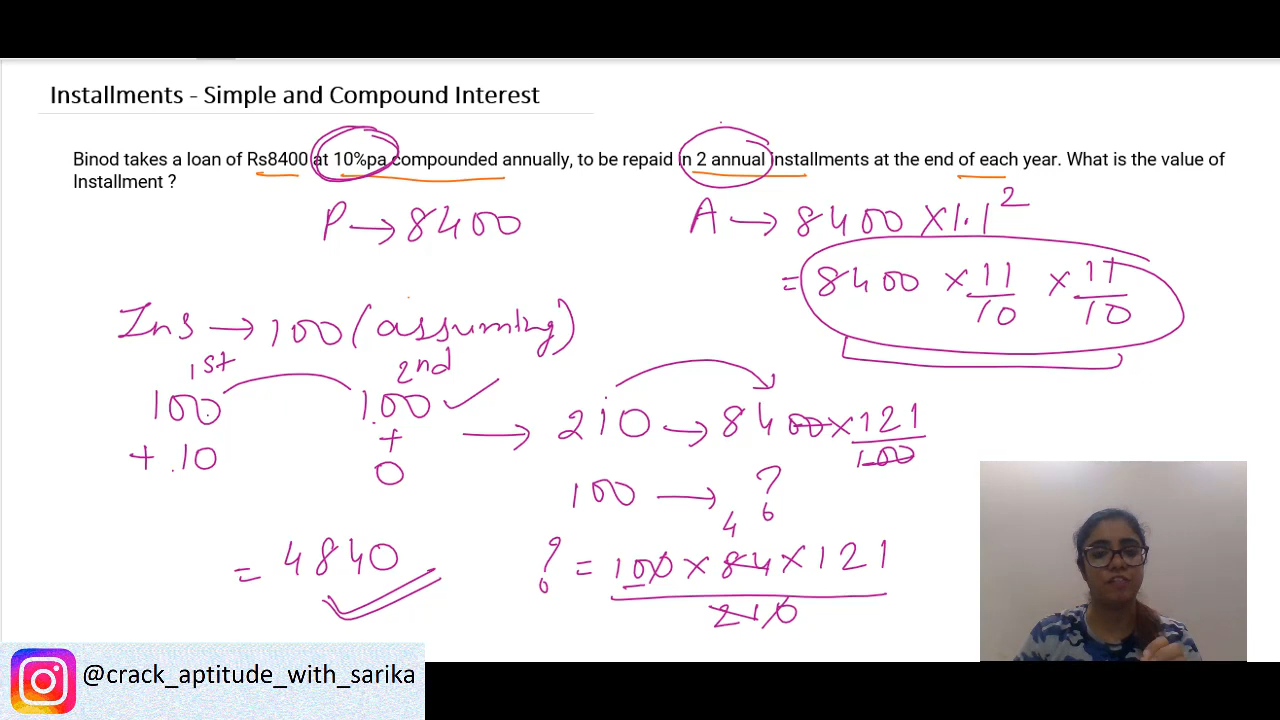 Installments - Simple and Compound Interest
Binod takes a loan of Rs8400 at 10%pa compounded annually, to be repaid in 2 annual installments at the end of each year. What is the value of
Installment ?
P → 8400
A → 8400 × 1.1²
= 8400 × 11/10 × 11/10
Ins → 100 (assuming)
1st 2nd
100 100 → 210 → 8400 × 121/100
+ 10 + 0
100 → ?
? = 100 × 84 × 121 / 210
4
= 4840
@crack_aptitude_with_sarika